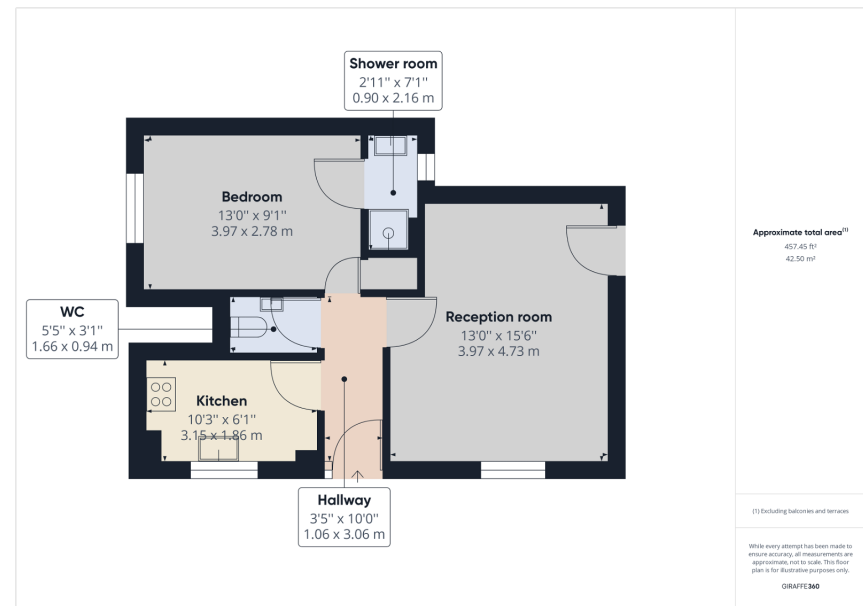 Shower room
2'11'' x 7'1''
0.90 x 2.16 m
Bedroom
13'0'' x 9'1''
3.97 x 2.78 m
WC
5'5'' x 3'1''
1.66 x 0.94 m
Reception room
13'0'' x 15'6''
3.97 x 4.73 m
Kitchen
10'3'' x 6'1''
3.15 x 1.86 m
Hallway
3'5'' x 10'0''
1.06 x 3.06 m
Approximate total area(1)
457.45 ft²
42.50 m²
(1) Excluding balconies and terraces
While every attempt has been made to
ensure accuracy, all measurements are
approximate, not to scale. This floor
plan is for illustrative purposes only.
GIRAFFE360